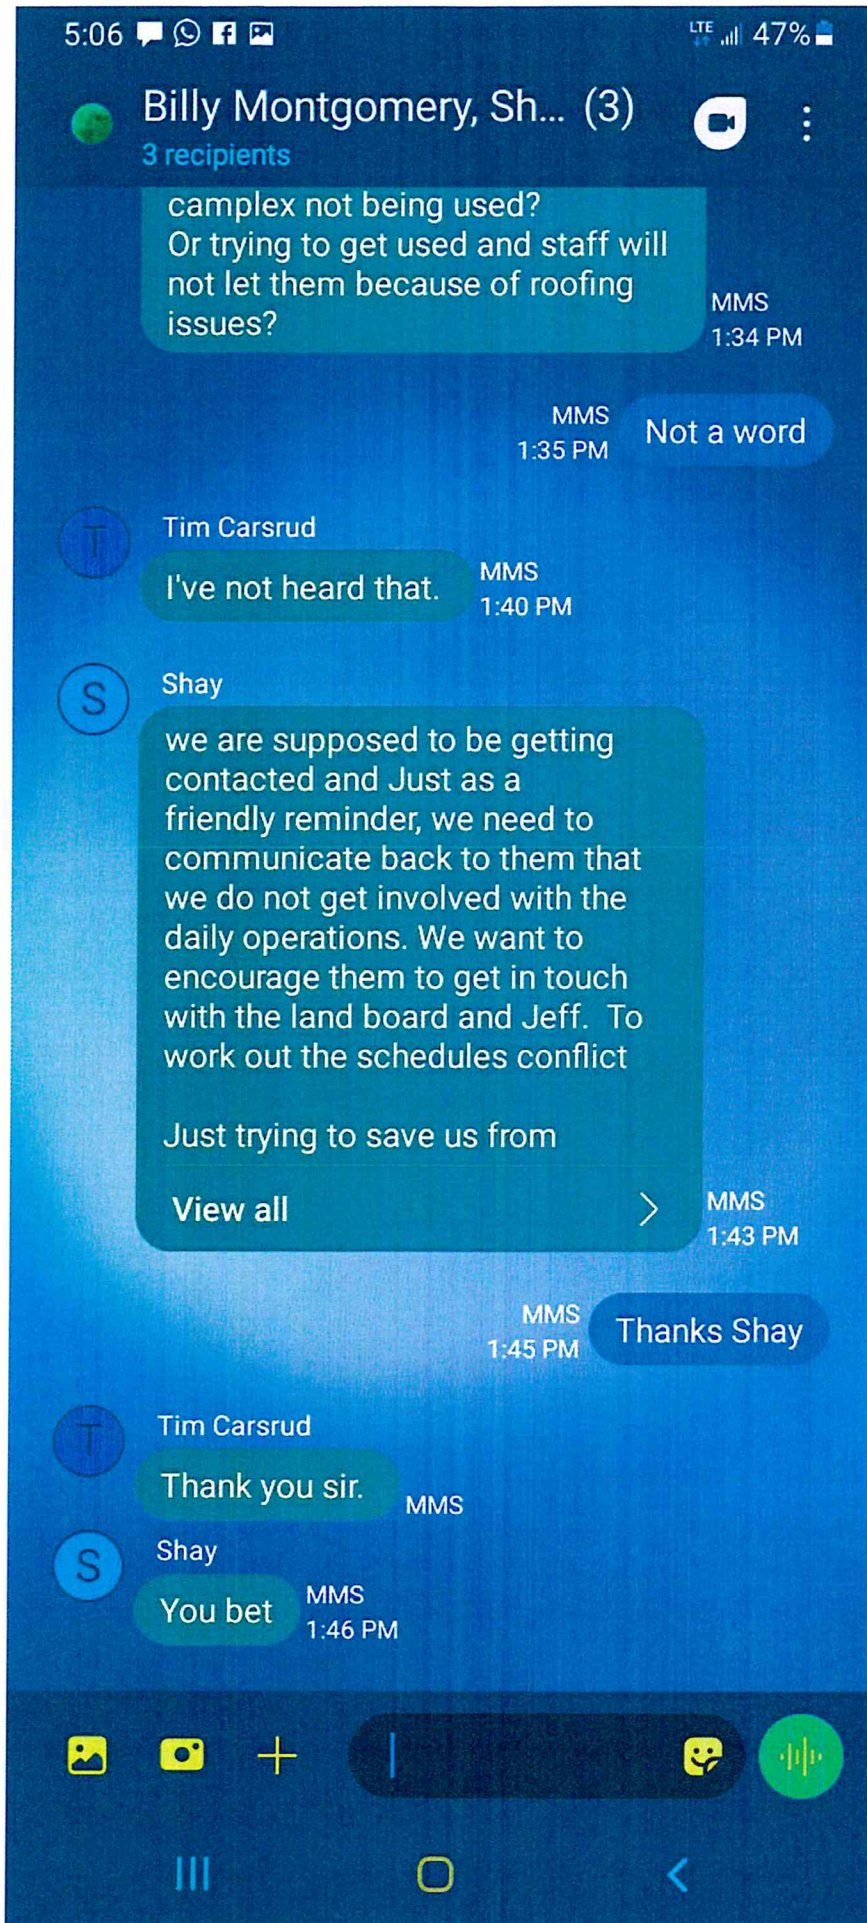 5:06 LTE 47%
Billy Montgomery, Sh... (3)
3 recipients
camplex not being used?
Or trying to get used and staff will
not let them because of roofing
issues?
MMS
1:34 PM
MMS
1:35 PM
Not a word
T
Tim Carsrud
I've not heard that.
MMS
1:40 PM
S
Shay
we are supposed to be getting
contacted and Just as a
friendly reminder, we need to
communicate back to them that
we do not get involved with the
daily operations. We want to
encourage them to get in touch
with the land board and Jeff.  To
work out the schedules conflict
Just trying to save us from
View all
MMS
1:43 PM
MMS
1:45 PM
Thanks Shay
T
Tim Carsrud
Thank you sir.
MMS
S
Shay
You bet
MMS
1:46 PM